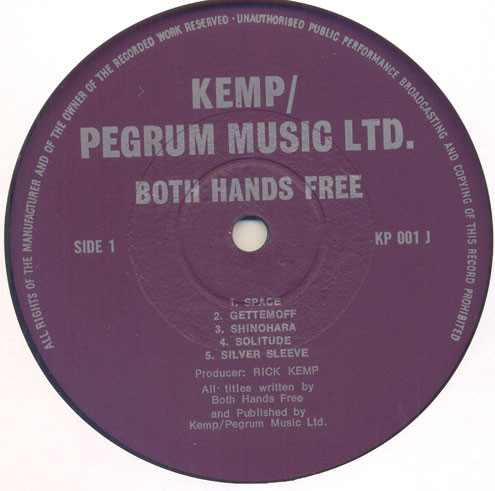 ALL RIGHTS OF THE MANUFACTURER AND OF THE OWNER OF THE RECORDED WORK RESERVED · UNAUTHORISED PUBLIC PERFORMANCE BROADCASTING AND COPYING OF THIS RECORD PROHIBITED
KEMP/
PEGRUM MUSIC LTD.
BOTH HANDS FREE
SIDE 1
KP 001 J
1. SPACE
2. GETTEMOFF
3. SHINOHARA
4. SOLITUDE
5. SILVER SLEEVE
Producer: RICK KEMP
All titles written by
Both Hands Free
and Published by
Kemp/Pegrum Music Ltd.